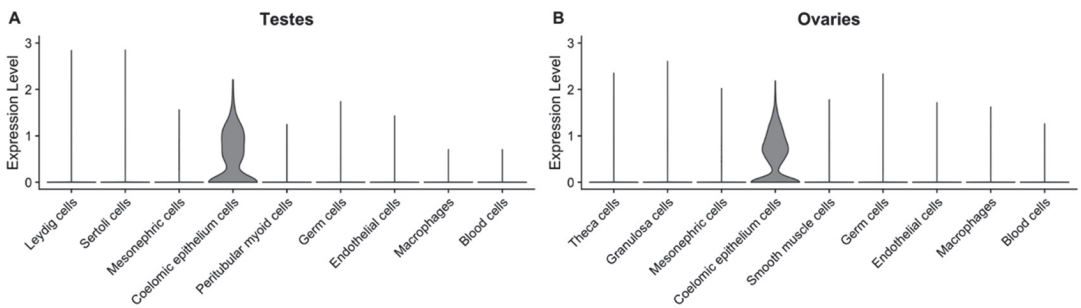 A
Testes
Expression Level
3
2
1
0
Leydig cells
Sertoli cells
Mesonephric cells
Coelomic epithelium cells
Peritubular myoid cells
Germ cells
Endothelial cells
Macrophages
Blood cells
B
Ovaries
Expression Level
3
2
1
0
Theca cells
Granulosa cells
Mesonephric cells
Coelomic epithelium cells
Smooth muscle cells
Germ cells
Endothelial cells
Macrophages
Blood cells